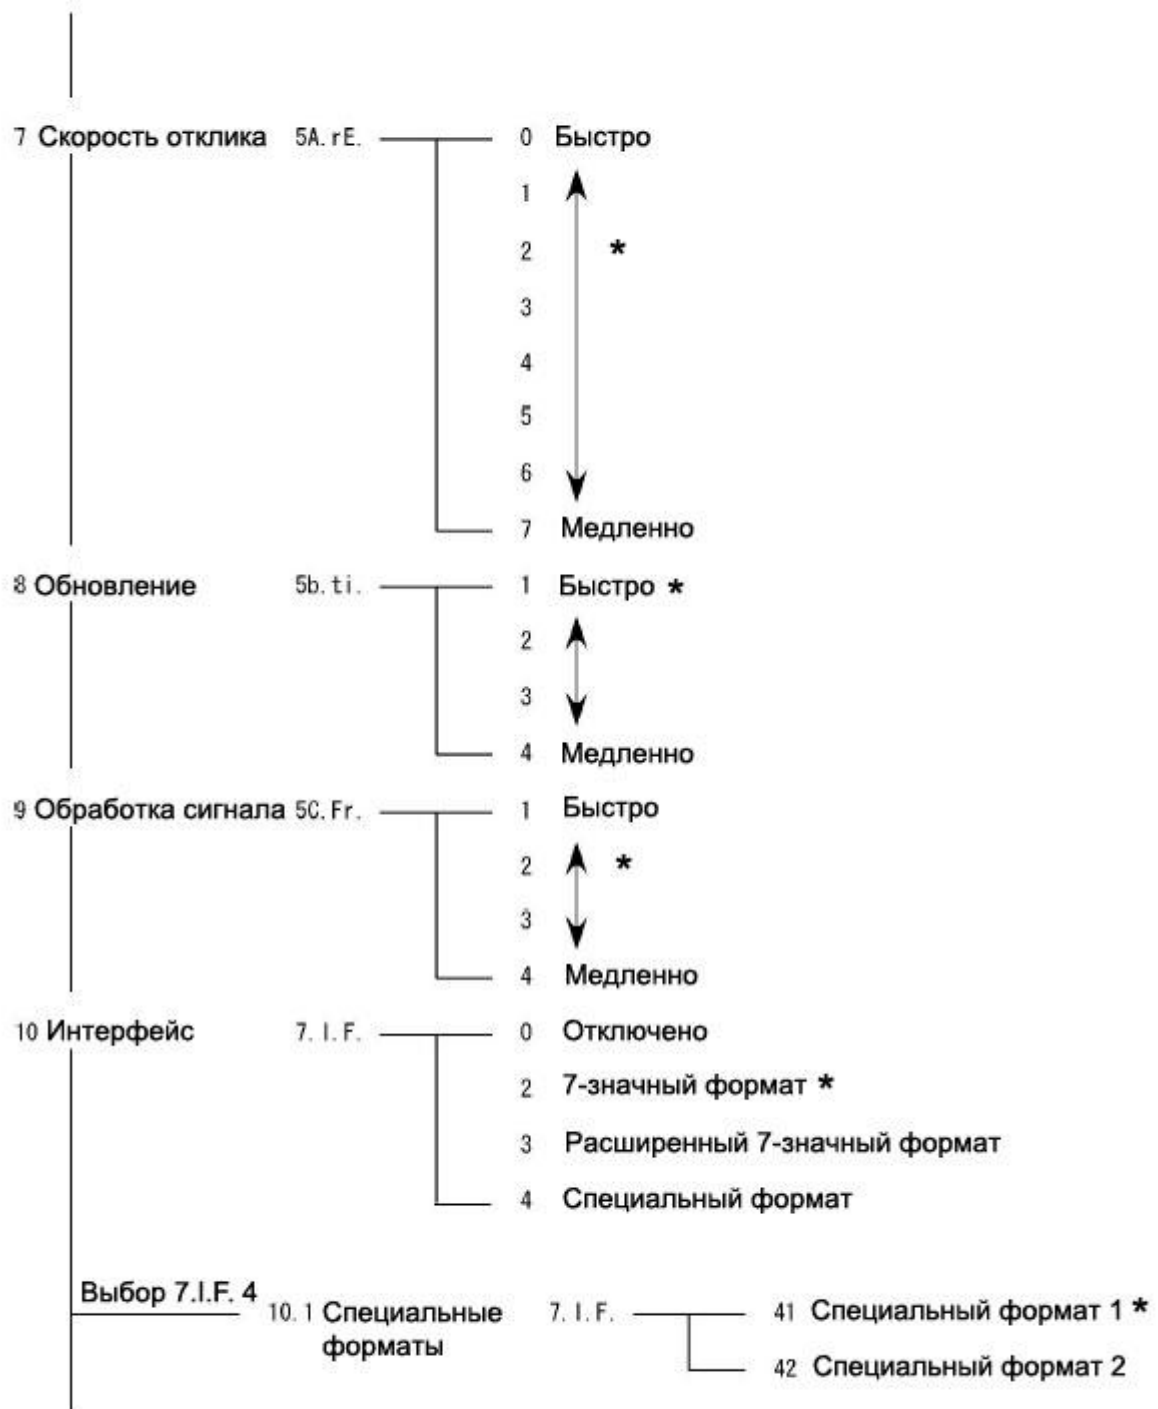 7 Скорость отклика 5A.rE. 0 Быстро
1
2 *
3
4
5
6
7 Медленно
8 Обновление 5b.ti. 1 Быстро *
2
3
4 Медленно
9 Обработка сигнала 5C.Fr. 1 Быстро
2 *
3
4 Медленно
10 Интерфейс 7.I.F. 0 Отключено
2 7-значный формат *
3 Расширенный 7-значный формат
4 Специальный формат
Выбор 7.I.F. 4
10.1 Специальные 7.I.F. 41 Специальный формат 1 *
форматы
42 Специальный формат 2